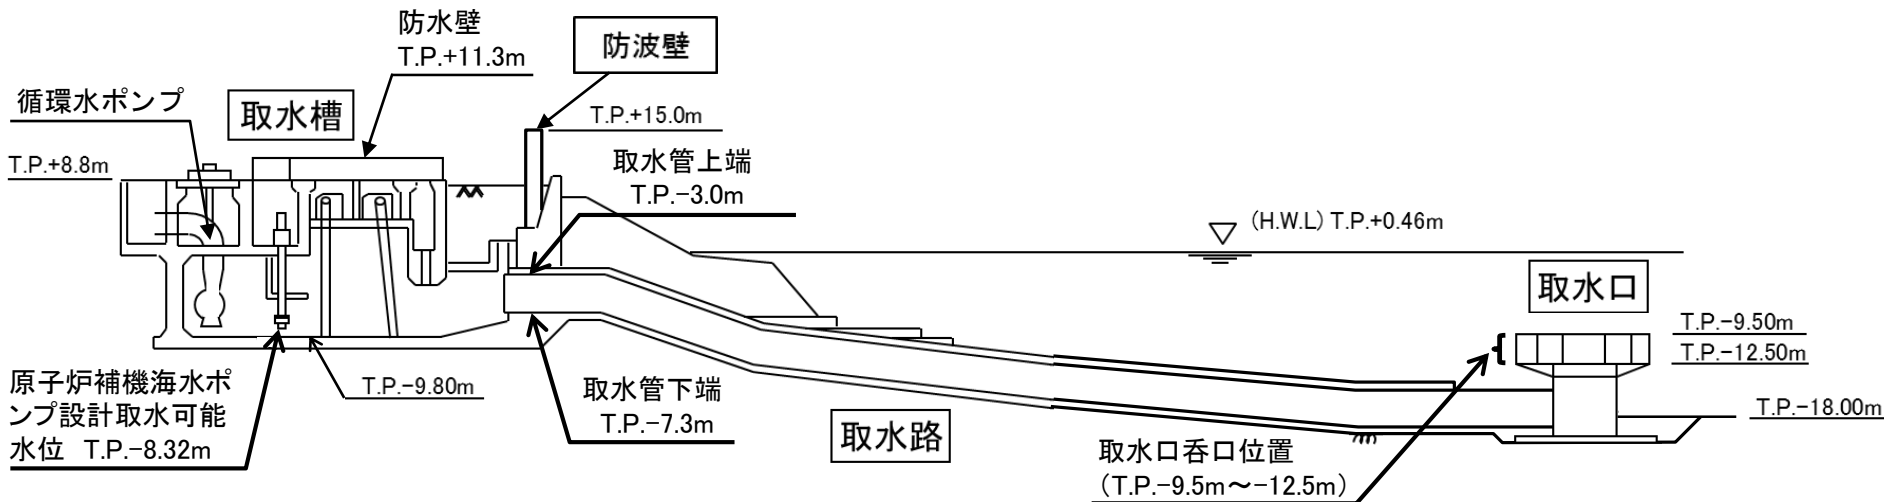 防水壁
T.P.+11.3m
防波壁
循環水ポンプ
取水槽
T.P.+15.0m
T.P.+8.8m
取水管上端
T.P.-3.0m
(H.W.L) T.P.+0.46m
取水口
T.P.-9.50m
T.P.-12.50m
原子炉補機海水ポ
ンプ設計取水可能
水位 T.P.-8.32m
T.P.-9.80m
取水管下端
T.P.-7.3m
取水路
T.P.-18.00m
取水口呑口位置
(T.P.-9.5m～-12.5m)